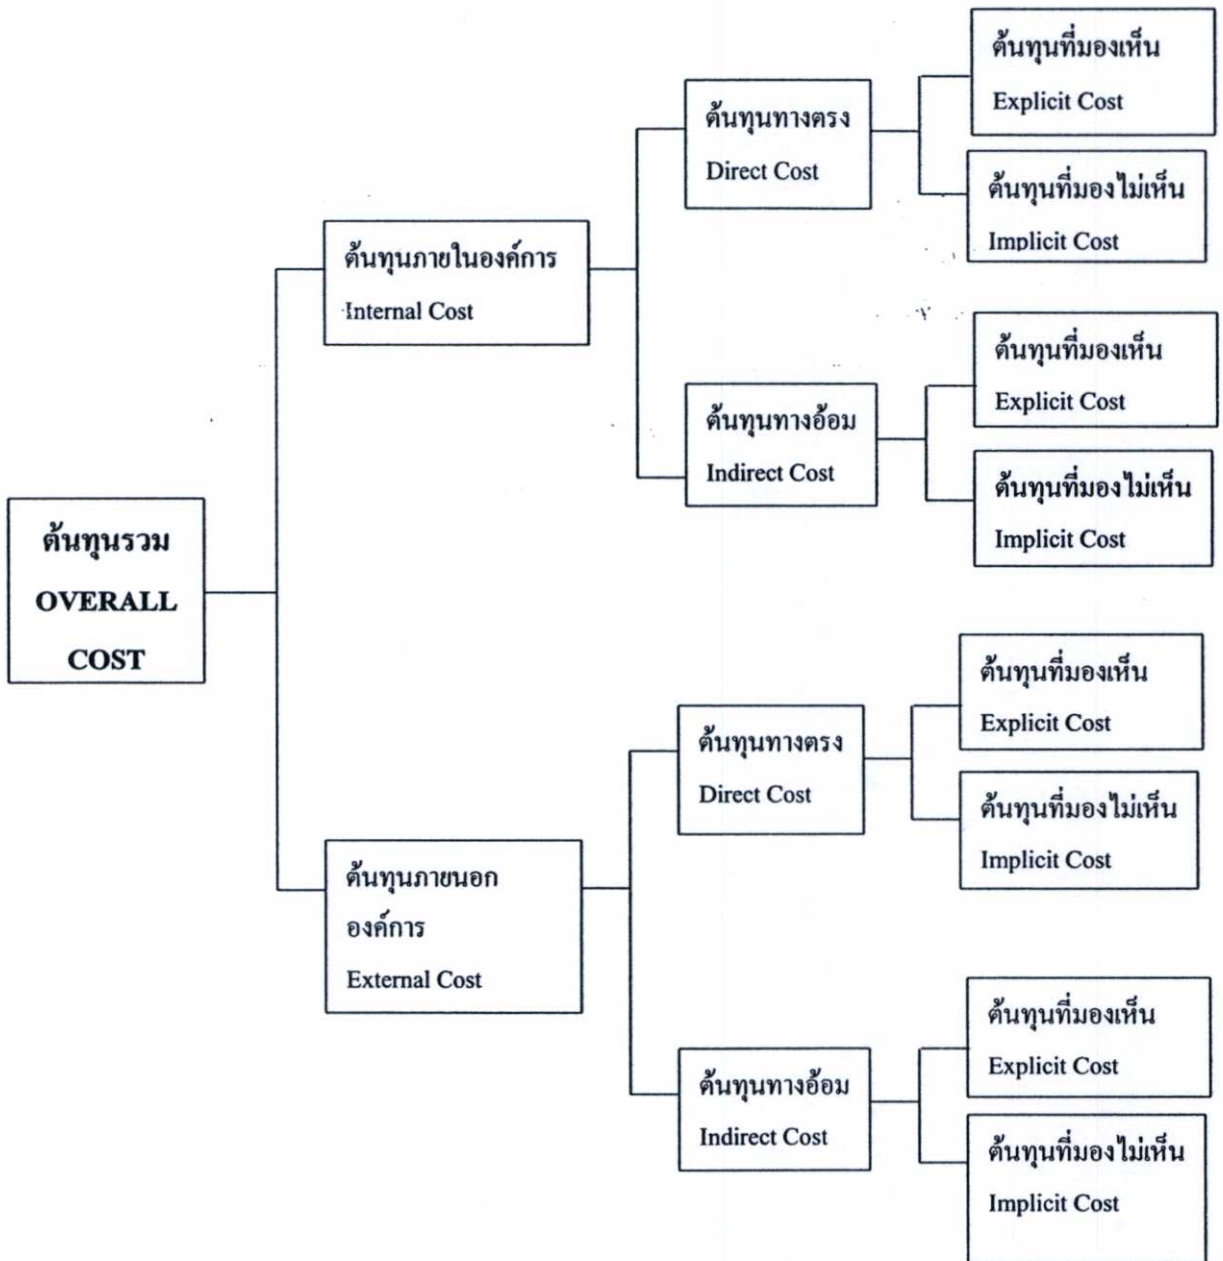 ต้นทุนที่มองเห็น
Explicit Cost
ต้นทุนทางตรง
Direct Cost
ต้นทุนที่มองไม่เห็น
Implicit Cost
ต้นทุนภายในองค์การ
Internal Cost
ต้นทุนที่มองเห็น
Explicit Cost
ต้นทุนทางอ้อม
Indirect Cost
ต้นทุนที่มองไม่เห็น
Implicit Cost
ต้นทุนรวม
OVERALL
COST
ต้นทุนที่มองเห็น
Explicit Cost
ต้นทุนทางตรง
Direct Cost
ต้นทุนที่มองไม่เห็น
Implicit Cost
ต้นทุนภายนอก
องค์การ
External Cost
ต้นทุนที่มองเห็น
Explicit Cost
ต้นทุนทางอ้อม
Indirect Cost
ต้นทุนที่มองไม่เห็น
Implicit Cost